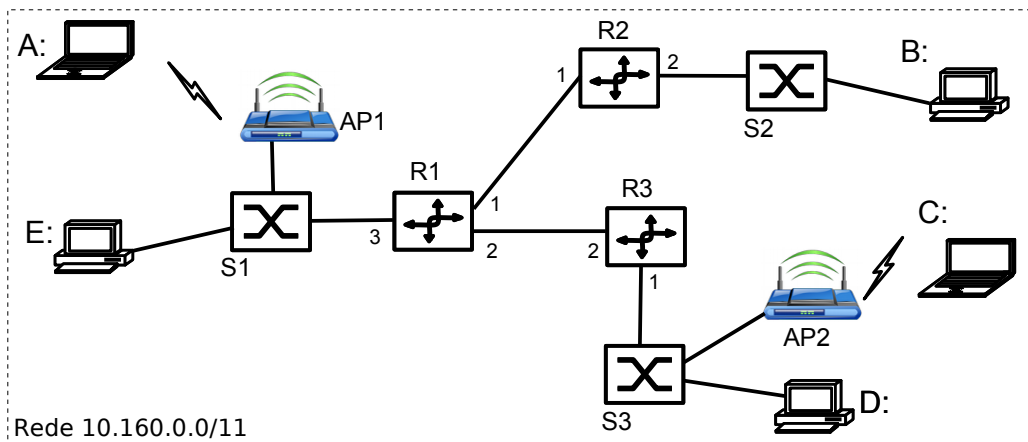 A:
AP1
R2
1
2
S2
B:
R1
1
2
3
E:
S1
R3
2
1
C:
AP2
S3
D:
Rede 10.160.0.0/11